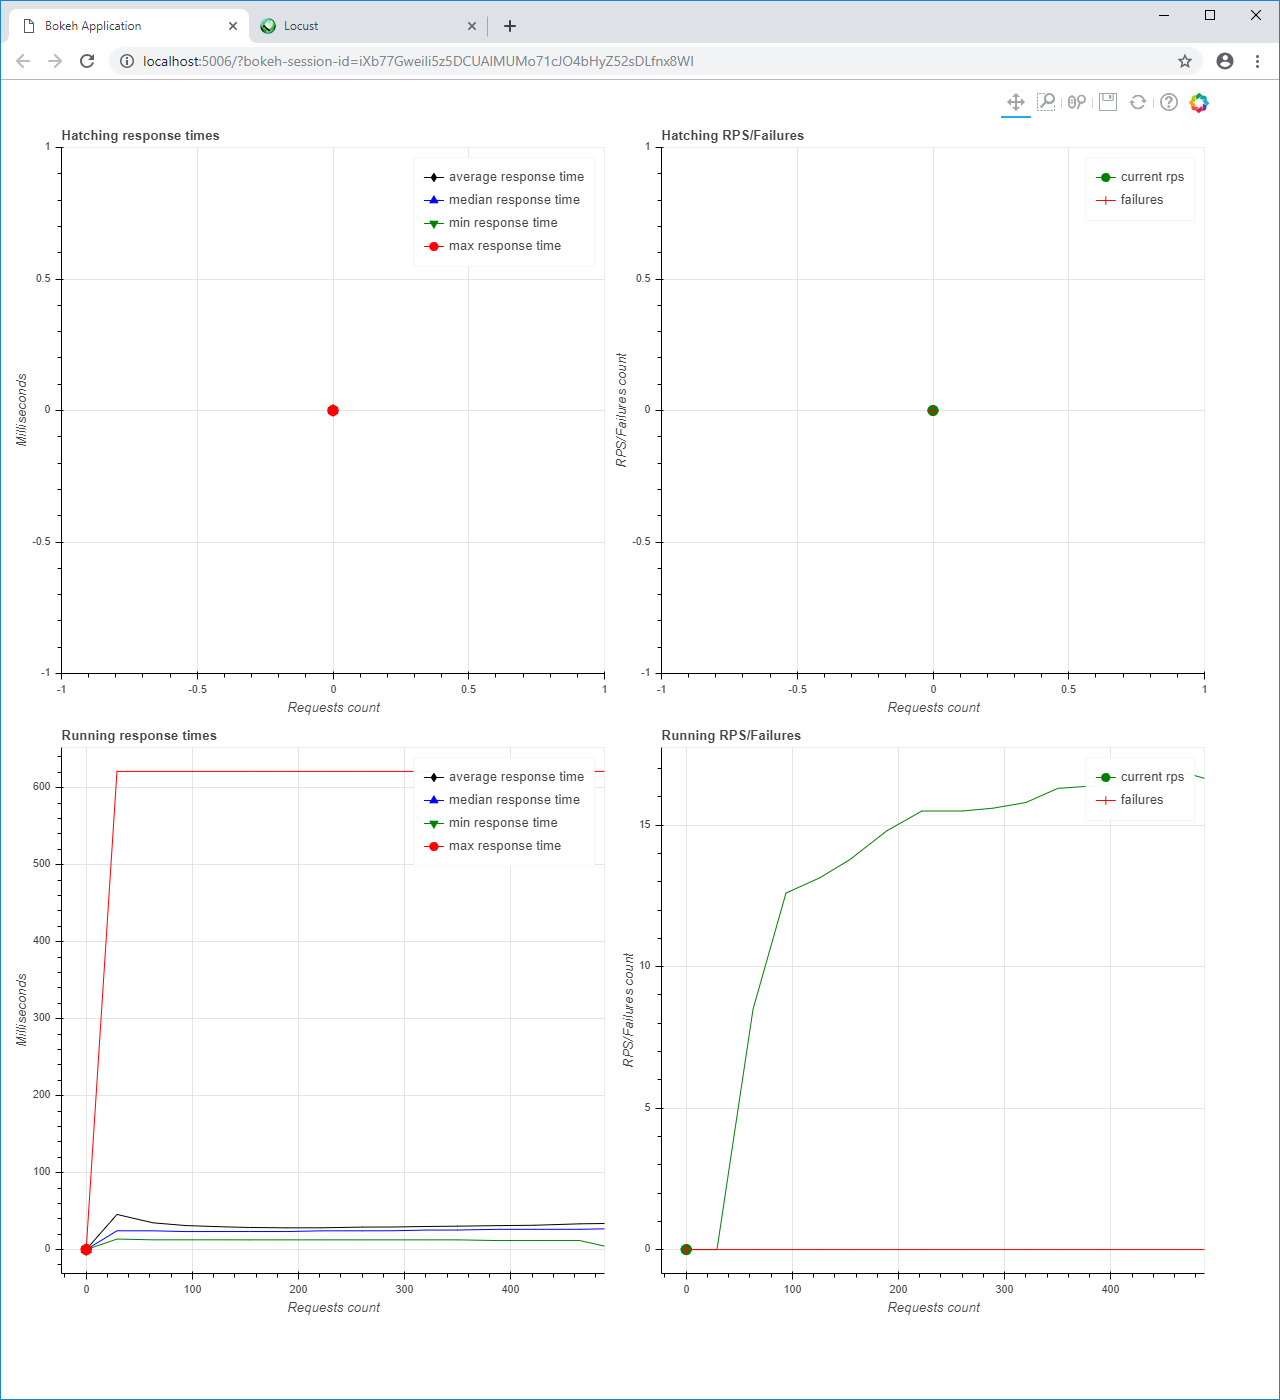 Bokeh Application
Locust
localhost:5006/?bokeh-session-id=iXb77Gweili5z5DCUAlMUMo71cJO4bHyZ52sDLfnx8Wl
Hatching response times
1
0.5
0
-0.5
-1
-1 -0.5 0 0.5 1
Milliseconds
Requests count
average response time
median response time
min response time
max response time
Hatching RPS/Failures
1
0.5
0
-0.5
-1
-1 -0.5 0 0.5 1
RPS/Failures count
Requests count
current rps
failures
Running response times
600
500
400
300
200
100
0
0 100 200 300 400
Milliseconds
Requests count
average response time
median response time
min response time
max response time
Running RPS/Failures
15
10
5
0
0 100 200 300 400
RPS/Failures count
Requests count
current rps
failures